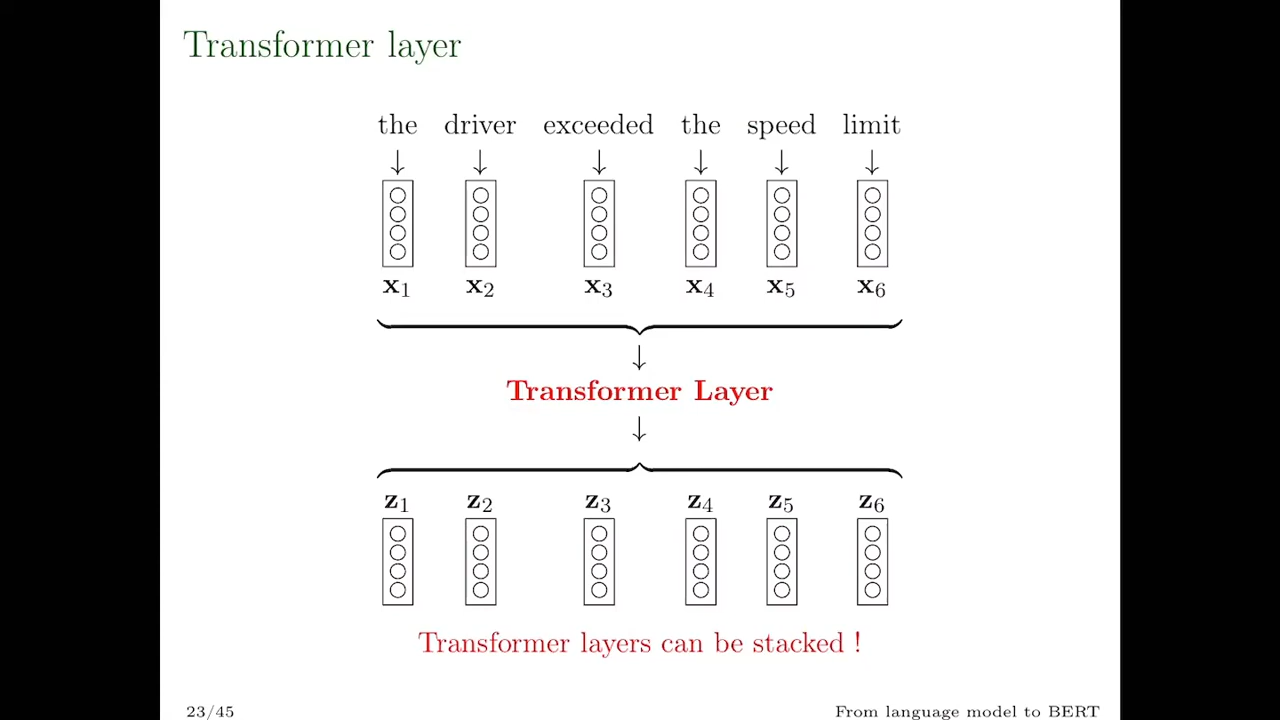 Transformer layer
the driver exceeded the speed limit
x1 x2 x3 x4 x5 x6
Transformer Layer
z1 z2 z3 z4 z5 z6
Transformer layers can be stacked !
23/45 From language model to BERT